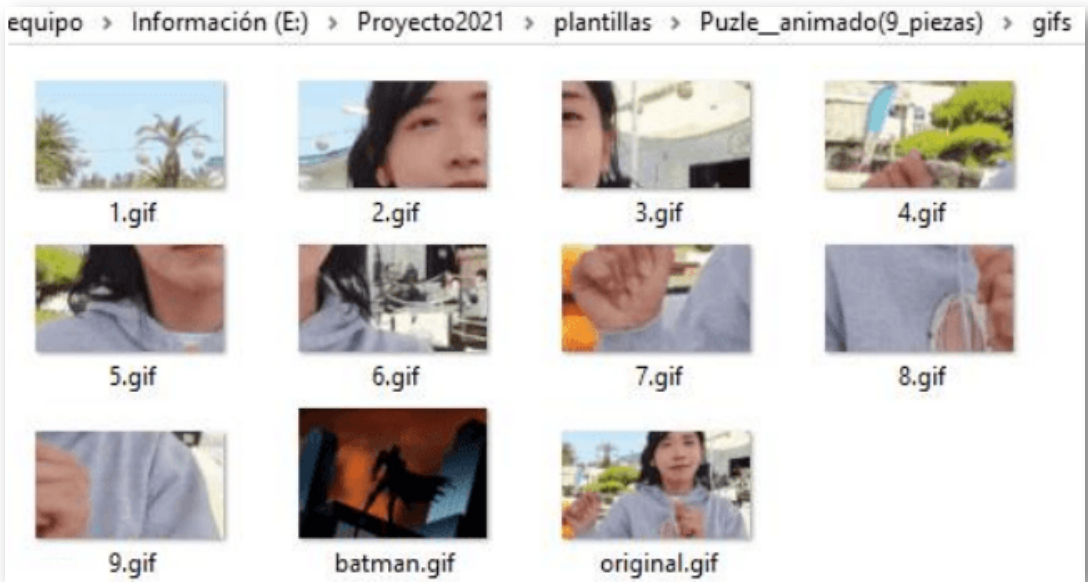 equipo > Información (E:) > Proyecto2021 > plantillas > Puzle__animado(9_piezas) > gifs
1.gif 2.gif 3.gif 4.gif
5.gif 6.gif 7.gif 8.gif
9.gif batman.gif original.gif